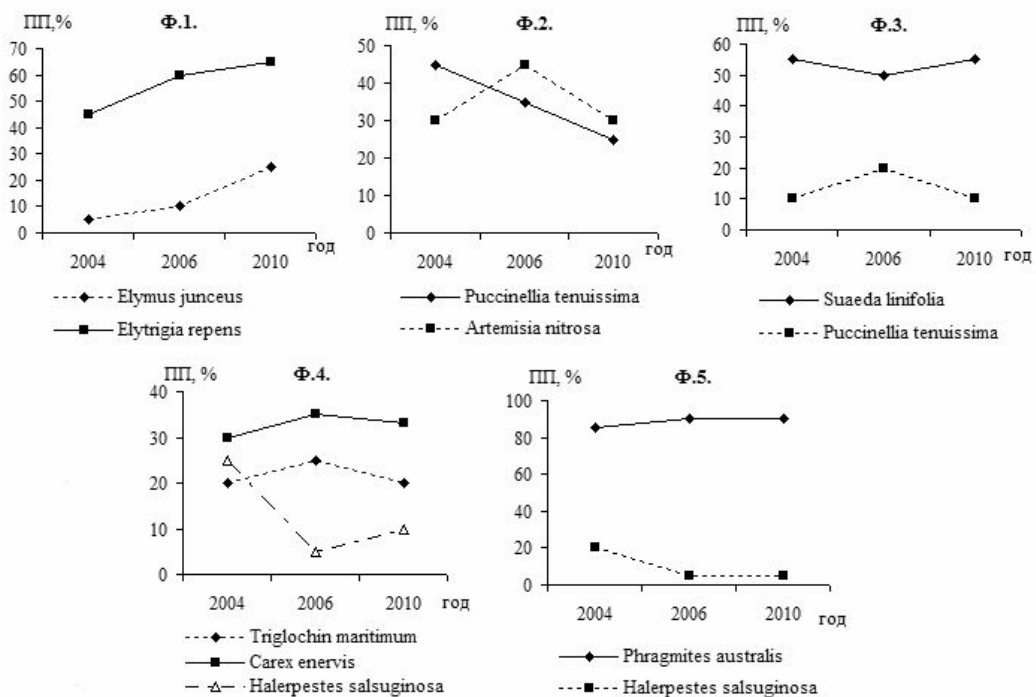 ПП,%
Ф.1.
70
60
50
40
30
20
10
0
2004
2006
2010
год
Elymus junceus
Elytrigia repens
ПП, %
Ф.2.
50
40
30
20
10
0
2004
2006
2010
год
Puccinellia tenuissima
Artemisia nitrosa
ПП, %
Ф.3.
60
50
40
30
20
10
0
2004
2006
2010
год
Suaeda linifolia
Puccinellia tenuissima
ПП, %
Ф.4.
40
30
20
10
0
2004
2006
2010
год
Triglochin maritimum
Carex enervis
Halerpestes salsuginosa
ПП, %
Ф.5.
100
80
60
40
20
0
2004
2006
2010
год
Phragmites australis
Halerpestes salsuginosa